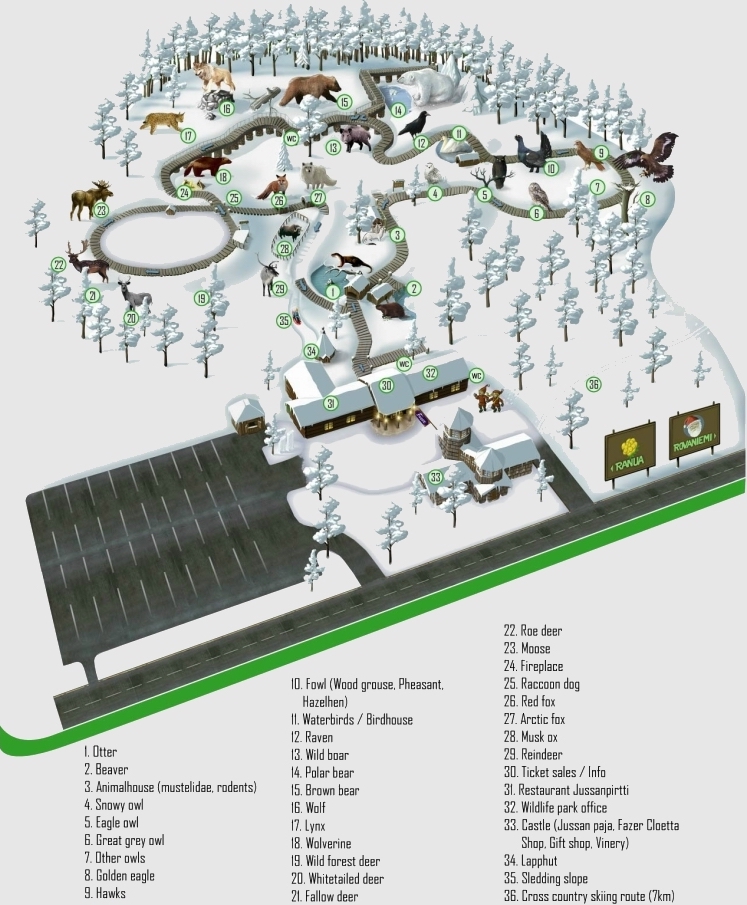 16
15
14
17
WC
13
12
11
10
9
18
24
25
26
27
4
5
6
7
8
23
3
28
22
21
20
19
29
1
2
35
34
WC
30
32
WC
31
36
RANUA
ROVANIEMI
33
1. Otter
2. Beaver
3. Animalhouse (mustelidae, rodents)
4. Snowy owl
5. Eagle owl
6. Great grey owl
7. Other owls
8. Golden eagle
9. Hawks
10. Fowl (Wood grouse, Pheasant,
Hazelhen)
11. Waterbirds / Birdhouse
12. Raven
13. Wild boar
14. Polar bear
15. Brown bear
16. Wolf
17. Lynx
18. Wolverine
19. Wild forest deer
20. Whitetailed deer
21. Fallow deer
22. Roe deer
23. Moose
24. Fireplace
25. Raccoon dog
26. Red fox
27. Arctic fox
28. Musk ox
29. Reindeer
30. Ticket sales / Info
31. Restaurant Jussanpirtti
32. Wildlife park office
33. Castle (Jussan paja, Fazer Cloetta
Shop, Gift shop, Vinery)
34. Lapphut
35. Sledding slope
36. Cross country skiing route (7km)